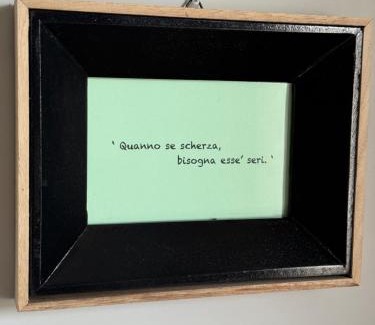 ‘ Quanno se scherza,
bisogna esse’ seri. ‘